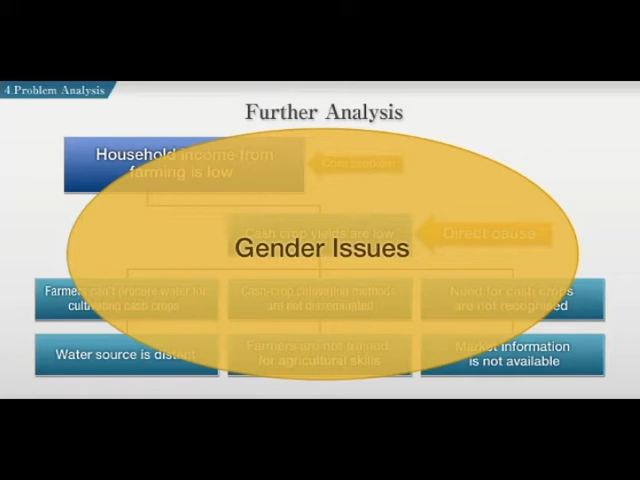 4.Problem Analysis
Further Analysis
Household income from
farming is low
Core problem
Cash crop yields are low
Direct cause
Gender Issues
Farmers can't procure water for
cultivating cash crops
Cash-crop cultivation methods
are not disseminated
Need for cash crops
are not recognised
Water source is distant
Farmers are not trained
for agricultural skills
Market information
is not available